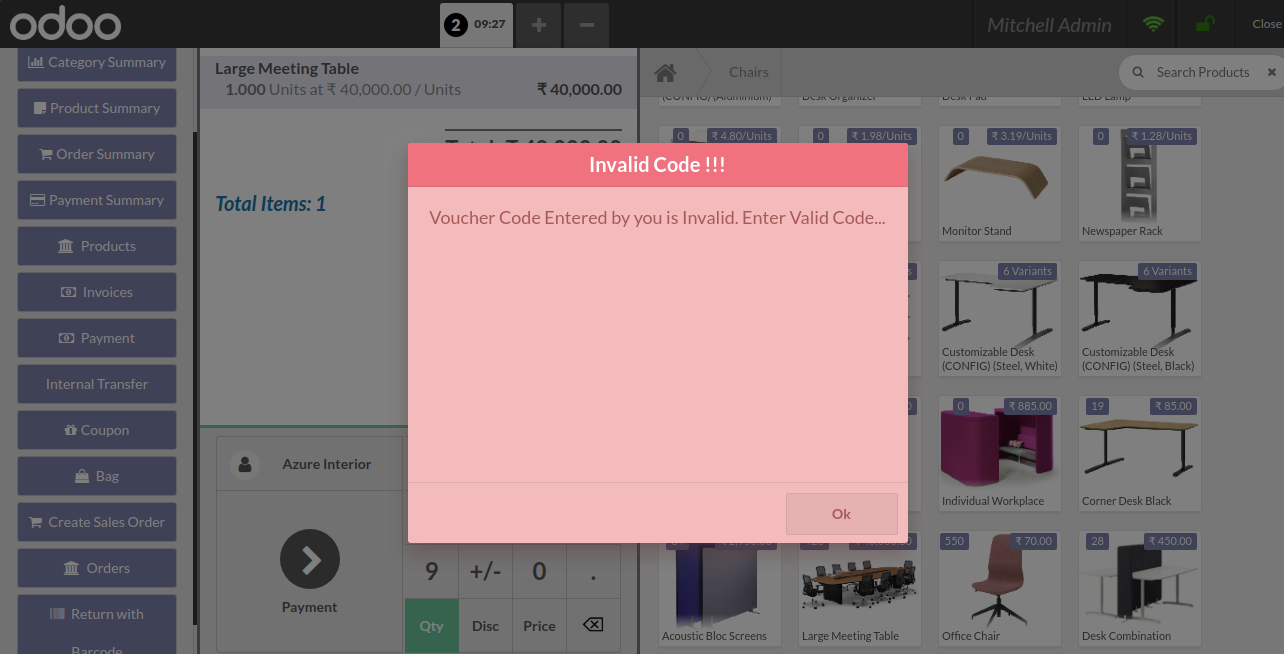 odoo
2 09:27
+
−
Mitchell Admin
Close
Category Summary
Product Summary
Order Summary
Payment Summary
Products
Invoices
Payment
Internal Transfer
Coupon
Bag
Create Sales Order
Orders
Return with
Barcode
Large Meeting Table
1.000 Units at ₹ 40,000.00 / Units ₹ 40,000.00
Total: ₹ 40,000.00
Total Items: 1
Azure Interior
Payment
9 +/- 0 .
Qty Disc Price
Invalid Code !!!
Voucher Code Entered by you is Invalid. Enter Valid Code...
Ok
Chairs
Search Products
(CONFIG) (Aluminium)
Desk Organizer
Desk Pad
LED Lamp
0 ₹ 4.80/Units
0 ₹ 1.98/Units
0 ₹ 3.19/Units
Monitor Stand
0 ₹ 1.28/Units
Newspaper Rack
6 Variants
Customizable Desk
(CONFIG) (Steel, White)
6 Variants
Customizable Desk
(CONFIG) (Steel, Black)
0 ₹ 885.00
Individual Workplace
19 ₹ 85.00
Corner Desk Black
Acoustic Bloc Screens
Large Meeting Table
550 ₹ 70.00
Office Chair
28 ₹ 450.00
Desk Combination